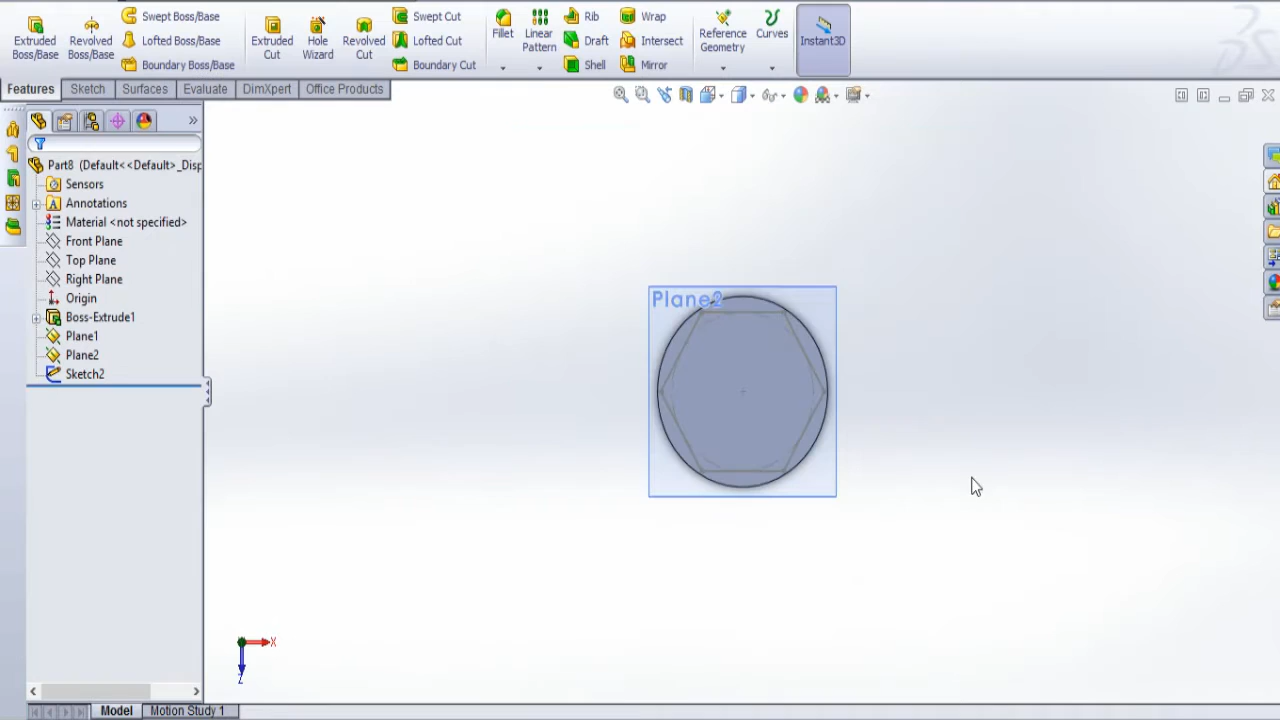 Extruded Boss/Base
Revolved Boss/Base
Swept Boss/Base
Lofted Boss/Base
Boundary Boss/Base
Extruded Cut
Hole Wizard
Revolved Cut
Swept Cut
Lofted Cut
Boundary Cut
Fillet
Linear Pattern
Rib
Draft
Shell
Wrap
Intersect
Mirror
Reference Geometry
Curves
Instant3D
Features
Sketch
Surfaces
Evaluate
DimXpert
Office Products
Part8 (Default<<Default>_Disp
Sensors
Annotations
Material <not specified>
Front Plane
Top Plane
Right Plane
Origin
Boss-Extrude1
Plane1
Plane2
Sketch2
Plane2
X
Z
Model
Motion Study 1